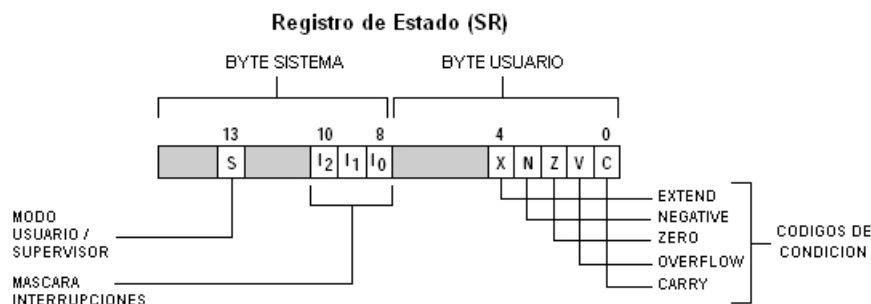 Registro de Estado (SR)
BYTE SISTEMA BYTE USUARIO
13 10 8 4 0
S I2 I1 I0 X N Z V C
MODO
USUARIO /
SUPERVISOR
MASCARA
INTERRUPCIONES
EXTEND
NEGATIVE
ZERO
OVERFLOW
CARRY
CODIGOS DE
CONDICION